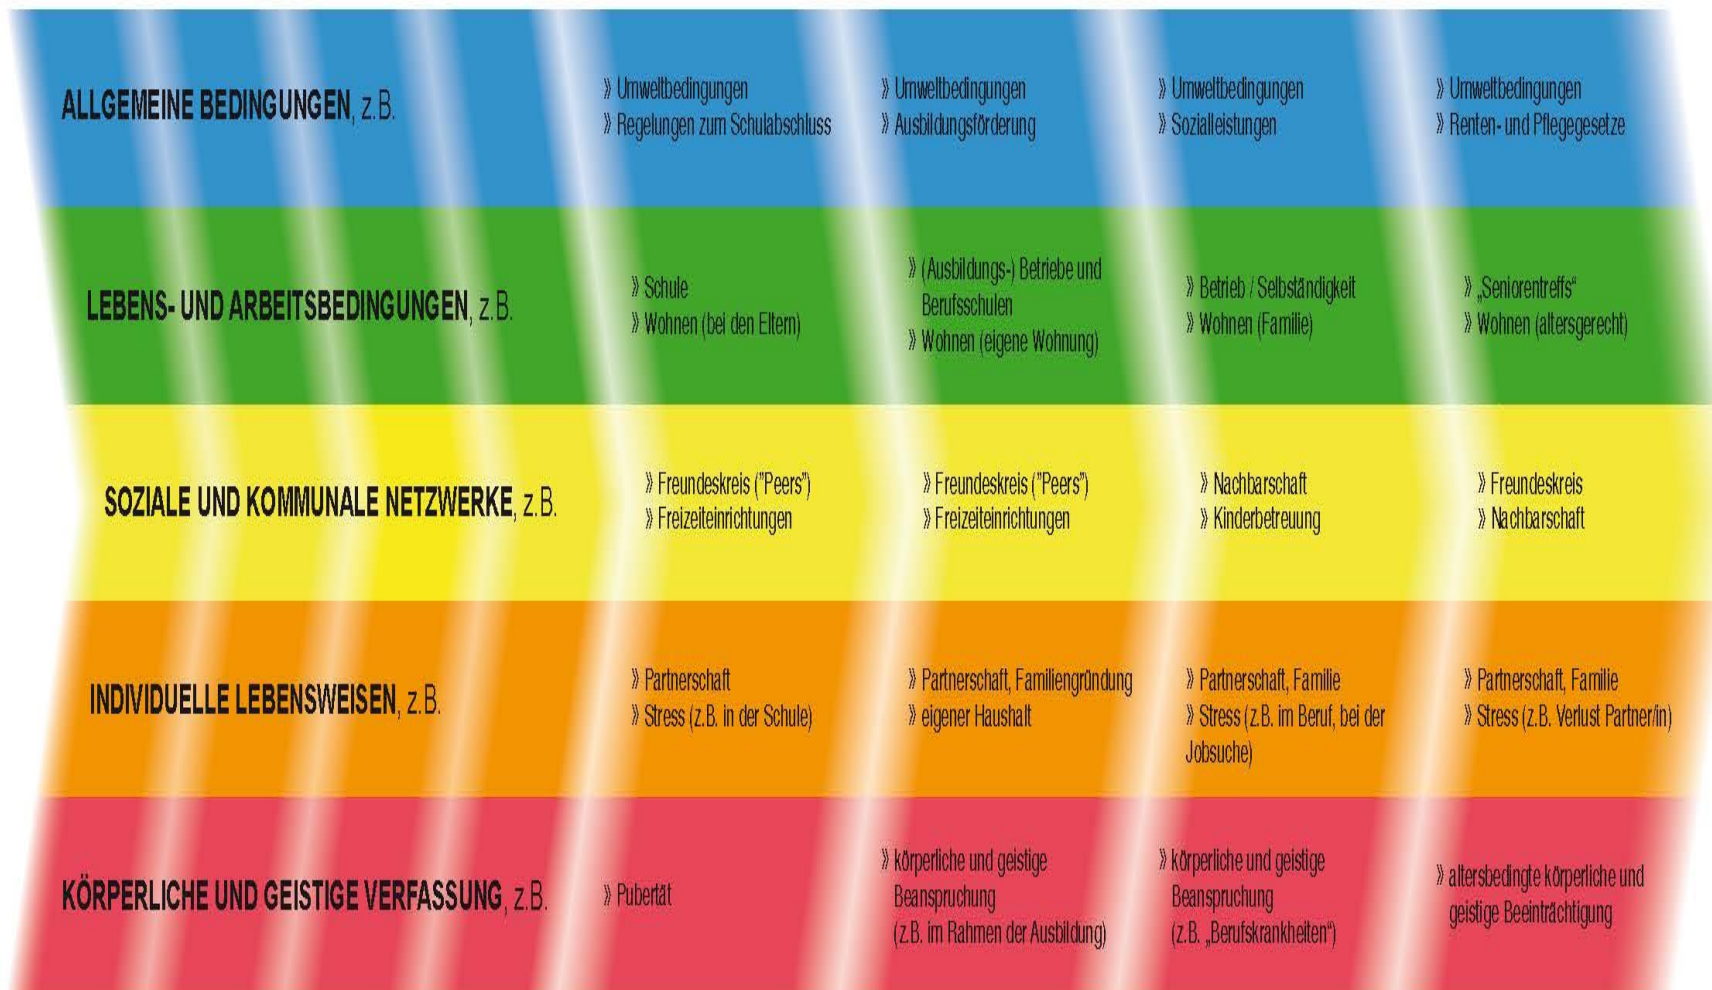 ALLGEMEINE BEDINGUNGEN, z.B.
» Umweltbedingungen
» Regelungen zum Schulabschluss
» Umweltbedingungen
» Ausbildungsförderung
» Umweltbedingungen
» Sozialleistungen
» Umweltbedingungen
» Renten- und Pflegegesetze
LEBENS- UND ARBEITSBEDINGUNGEN, z.B.
» Schule
» Wohnen (bei den Eltern)
» (Ausbildungs-) Betriebe und
Berufsschulen
» Wohnen (eigene Wohnung)
» Betrieb / Selbständigkeit
» Wohnen (Familie)
» „Seniorentreffs“
» Wohnen (altersgerecht)
SOZIALE UND KOMMUNALE NETZWERKE, z.B.
» Freundeskreis ("Peers")
» Freizeiteinrichtungen
» Freundeskreis ("Peers")
» Freizeiteinrichtungen
» Nachbarschaft
» Kinderbetreuung
» Freundeskreis
» Nachbarschaft
INDIVIDUELLE LEBENSWEISEN, z.B.
» Partnerschaft
» Stress (z.B. in der Schule)
» Partnerschaft, Familiengründung
» eigener Haushalt
» Partnerschaft, Familie
» Stress (z.B. im Beruf, bei der
Jobsuche)
» Partnerschaft, Familie
» Stress (z.B. Verlust Partner/in)
KÖRPERLICHE UND GEISTIGE VERFASSUNG, z.B.
» Pubertät
» körperliche und geistige
Beanspruchung
(z.B. im Rahmen der Ausbildung)
» körperliche und geistige
Beanspruchung
(z.B. „Berufskrankheiten“)
» altersbedingte körperliche und
geistige Beeinträchtigung